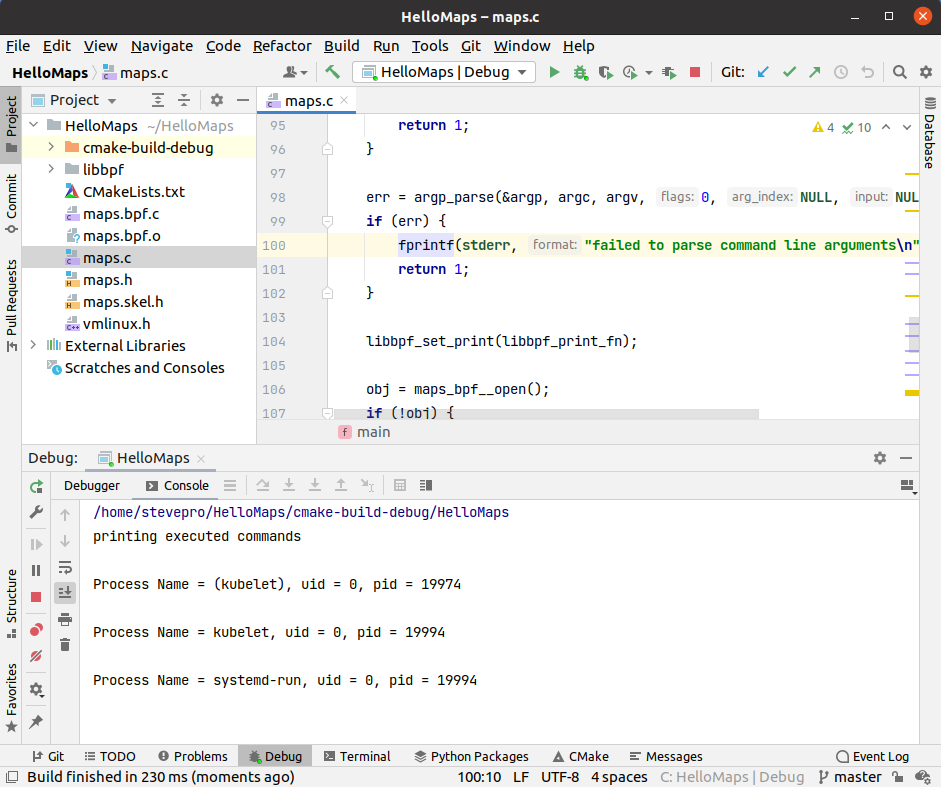 HelloMaps – maps.c
File Edit View Navigate Code Refactor Build Run Tools Git Window Help
HelloMaps maps.c HelloMaps | Debug Git:
Project
maps.c
Project
Commit
Pull Requests
Structure
Favorites
Database
HelloMaps ~/HelloMaps
cmake-build-debug
libbpf
CMakeLists.txt
maps.bpf.c
maps.bpf.o
maps.c
maps.h
maps.skel.h
vmlinux.h
External Libraries
Scratches and Consoles
4 10
95 return 1;
96 }
97
98 err = argp_parse(&argp, argc, argv, flags: 0, arg_index: NULL, input: NUL
99 if (err) {
100 fprintf(stderr, format: "failed to parse command line arguments\n"
101 return 1;
102 }
103
104 libbpf_set_print(libbpf_print_fn);
105
106 obj = maps_bpf__open();
107 if (!obj) {
f main
Debug: HelloMaps
Debugger Console
/home/stevepro/HelloMaps/cmake-build-debug/HelloMaps
printing executed commands
Process Name = (kubelet), uid = 0, pid = 19974
Process Name = kubelet, uid = 0, pid = 19994
Process Name = systemd-run, uid = 0, pid = 19994
Git TODO Problems Debug Terminal Python Packages CMake Messages Event Log
Build finished in 230 ms (moments ago) 100:10 LF UTF-8 4 spaces C: HelloMaps | Debug master